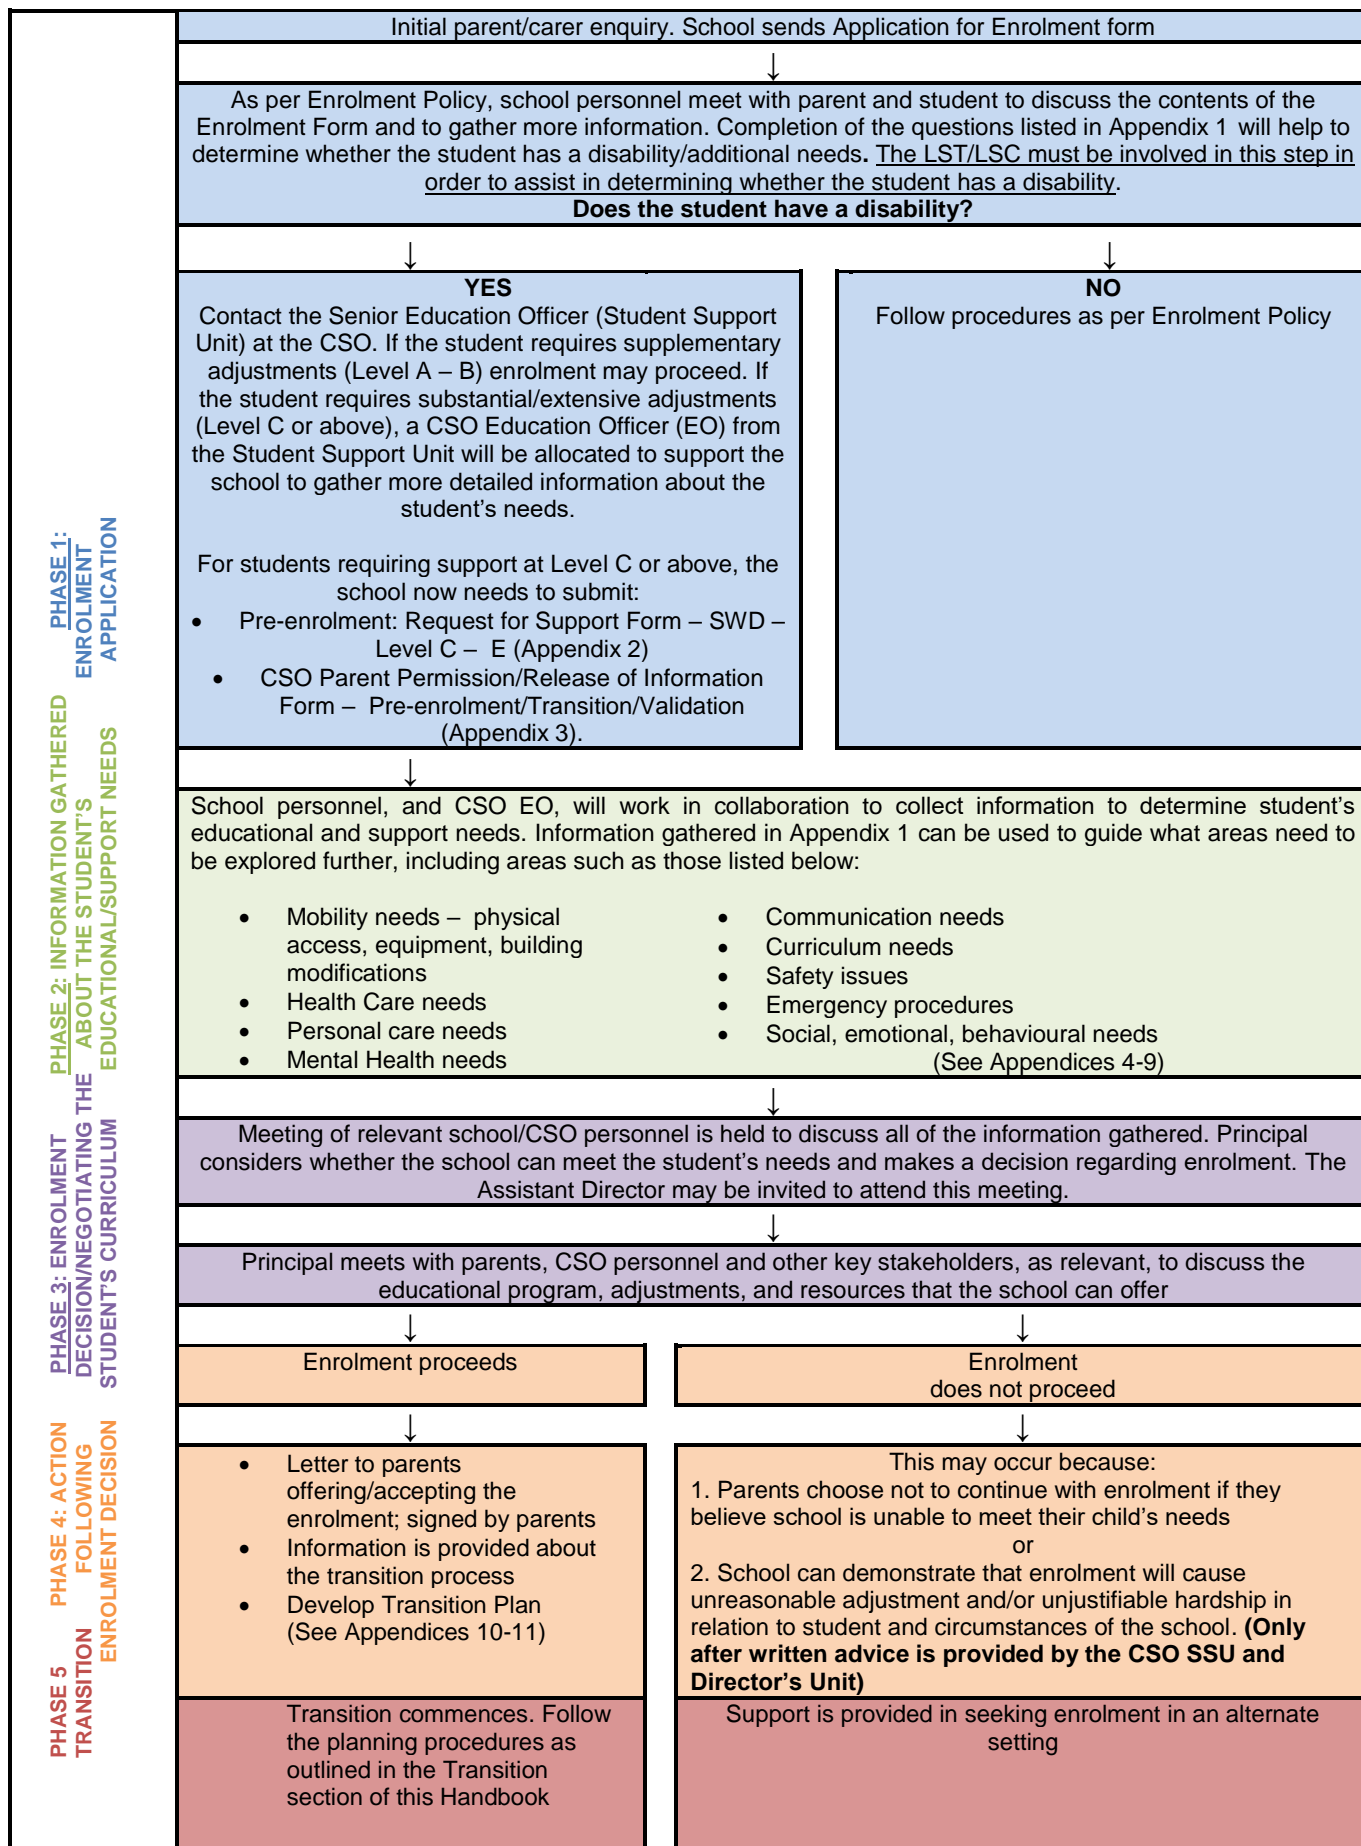 Initial parent/carer enquiry. School sends Application for Enrolment form
↓
As per Enrolment Policy, school personnel meet with parent and student to discuss the contents of the
Enrolment Form and to gather more information. Completion of the questions listed in Appendix 1 will help to
determine whether the student has a disability/additional needs. The LST/LSC must be involved in this step in
order to assist in determining whether the student has a disability.
Does the student have a disability?
↓
↓
YES
Contact the Senior Education Officer (Student Support
Unit) at the CSO. If the student requires supplementary
adjustments (Level A – B) enrolment may proceed. If
the student requires substantial/extensive adjustments
(Level C or above), a CSO Education Officer (EO) from
the Student Support Unit will be allocated to support the
school to gather more detailed information about the
student's needs.
For students requiring support at Level C or above, the
school now needs to submit:
• Pre-enrolment: Request for Support Form – SWD –
Level C – E (Appendix 2)
• CSO Parent Permission/Release of Information
Form – Pre-enrolment/Transition/Validation
(Appendix 3).
NO
Follow procedures as per Enrolment Policy
PHASE 1:
ENROLMENT
APPLICATION
↓
School personnel, and CSO EO, will work in collaboration to collect information to determine student's
educational and support needs. Information gathered in Appendix 1 can be used to guide what areas need to
be explored further, including areas such as those listed below:
• Mobility needs – physical
access, equipment, building
modifications
• Health Care needs
• Personal care needs
• Mental Health needs
• Communication needs
• Curriculum needs
• Safety issues
• Emergency procedures
• Social, emotional, behavioural needs
(See Appendices 4-9)
PHASE 2: INFORMATION GATHERED
ABOUT THE STUDENT'S
EDUCATIONAL/SUPPORT NEEDS
↓
Meeting of relevant school/CSO personnel is held to discuss all of the information gathered. Principal
considers whether the school can meet the student's needs and makes a decision regarding enrolment. The
Assistant Director may be invited to attend this meeting.
↓
Principal meets with parents, CSO personnel and other key stakeholders, as relevant, to discuss the
educational program, adjustments, and resources that the school can offer
PHASE 3: ENROLMENT
DECISION/NEGOTIATING THE
STUDENT'S CURRICULUM
↓
↓
Enrolment proceeds
Enrolment
does not proceed
↓
↓
• Letter to parents
offering/accepting the
enrolment; signed by parents
• Information is provided about
the transition process
• Develop Transition Plan
(See Appendices 10-11)
This may occur because:
1. Parents choose not to continue with enrolment if they
believe school is unable to meet their child's needs
or
2. School can demonstrate that enrolment will cause
unreasonable adjustment and/or unjustifiable hardship in
relation to student and circumstances of the school. (Only
after written advice is provided by the CSO SSU and
Director's Unit)
PHASE 4: ACTION
FOLLOWING
ENROLMENT DECISION
Transition commences. Follow
the planning procedures as
outlined in the Transition
section of this Handbook
Support is provided in seeking enrolment in an alternate
setting
PHASE 5
TRANSITION